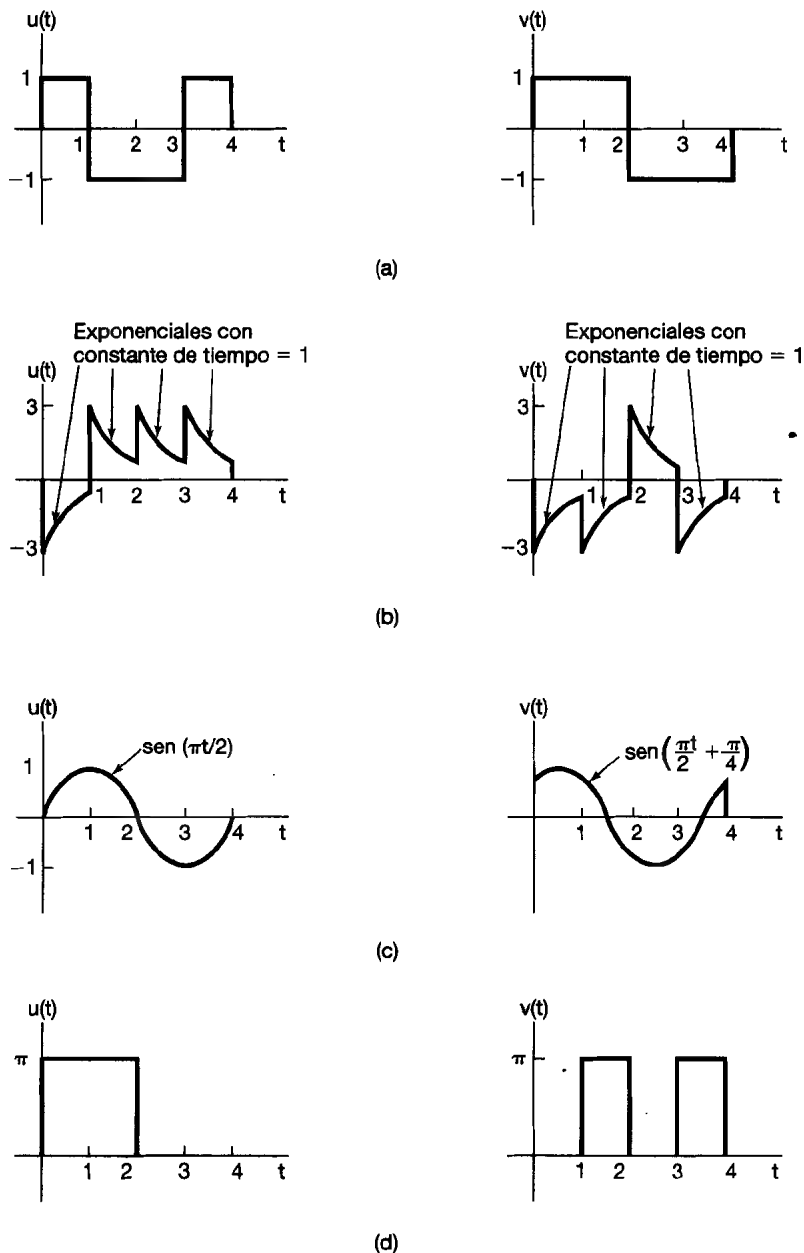 u(t)
1
1
2
3
4
t
−1
v(t)
1
1
2
3
4
t
−1
(a)
Exponenciales con
constante de tiempo = 1
u(t)
3
1
2
3
4
t
−3
Exponenciales con
constante de tiempo = 1
v(t)
3
1
2
3
4
t
−3
(b)
u(t)
sen (πt/2)
1
1
2
3
4
t
−1
v(t)
sen(πt/2 + π/4)
1
2
3
4
t
(c)
u(t)
π
1
2
3
4
t
v(t)
π
1
2
3
4
t
(d)